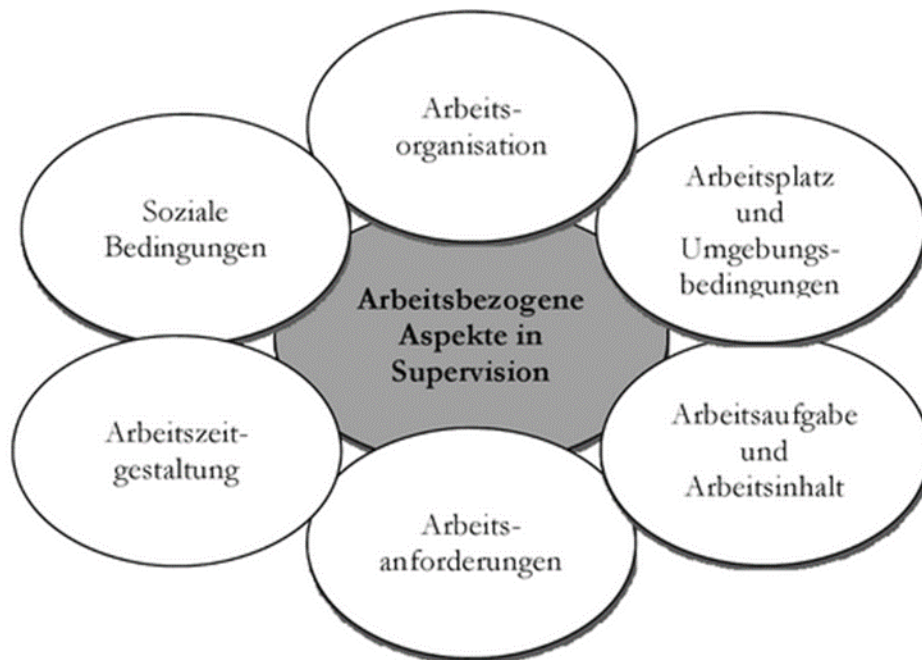 Arbeits-
organisation
Soziale
Bedingungen
Arbeitsplatz
und
Umgebungs-
bedingungen
Arbeitsbezogene
Aspekte in
Supervision
Arbeitszeit-
gestaltung
Arbeitsaufgabe
und
Arbeitsinhalt
Arbeits-
anforderungen